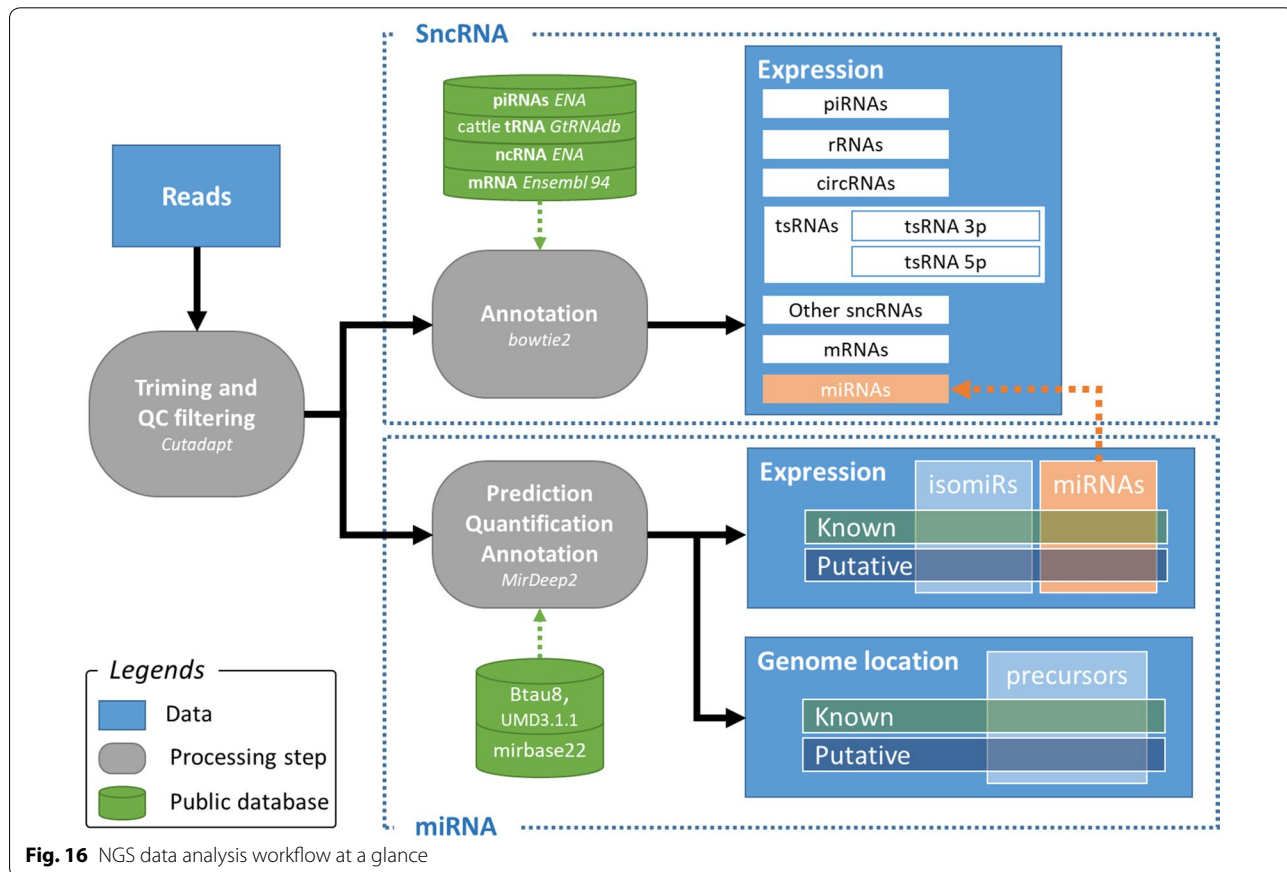 SncRNA
piRNAs ENA
cattle tRNA GtRNAdb
ncRNA ENA
mRNA Ensembl 94
Expression
piRNAs
rRNAs
circRNAs
tsRNAs
tsRNA 3p
tsRNA 5p
Other sncRNAs
mRNAs
miRNAs
Reads
Annotation
bowtie2
Triming and
QC filtering
Cutadapt
Prediction
Quantification
Annotation
MirDeep2
Expression
isomiRs
miRNAs
Known
Putative
Btau8,
UMD3.1.1
mirbase22
Genome location
precursors
Known
Putative
Legends
Data
Processing step
Public database
miRNA
Fig. 16 NGS data analysis workflow at a glance